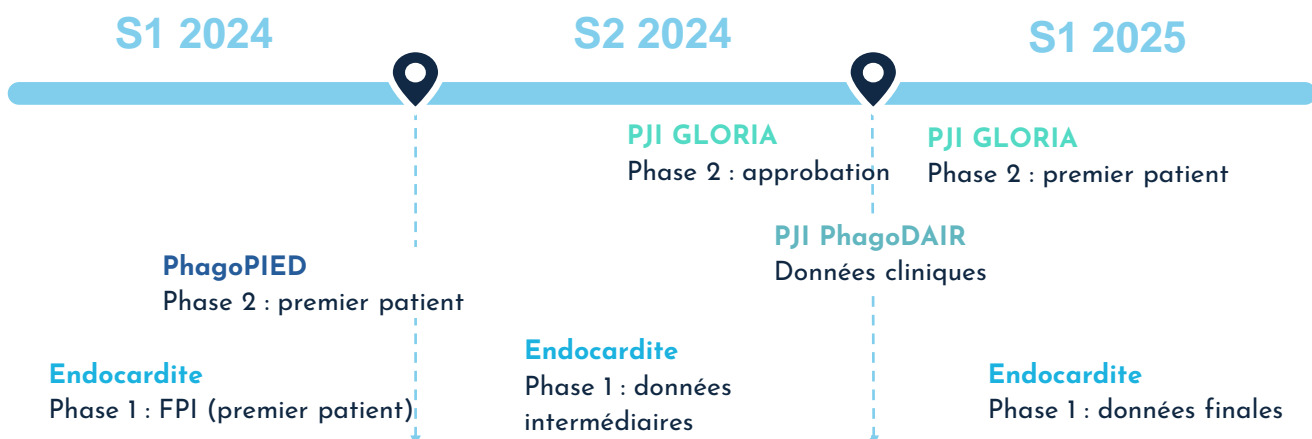 S1 2024
S2 2024
S1 2025
PJI GLORIA
Phase 2 : approbation
PJI GLORIA
Phase 2 : premier patient
PJI PhagoDAIR
Données cliniques
PhagoPIED
Phase 2 : premier patient
Endocardite
Phase 1 : FPI (premier patient)
Endocardite
Phase 1 : données
intermédiaires
Endocardite
Phase 1 : données finales